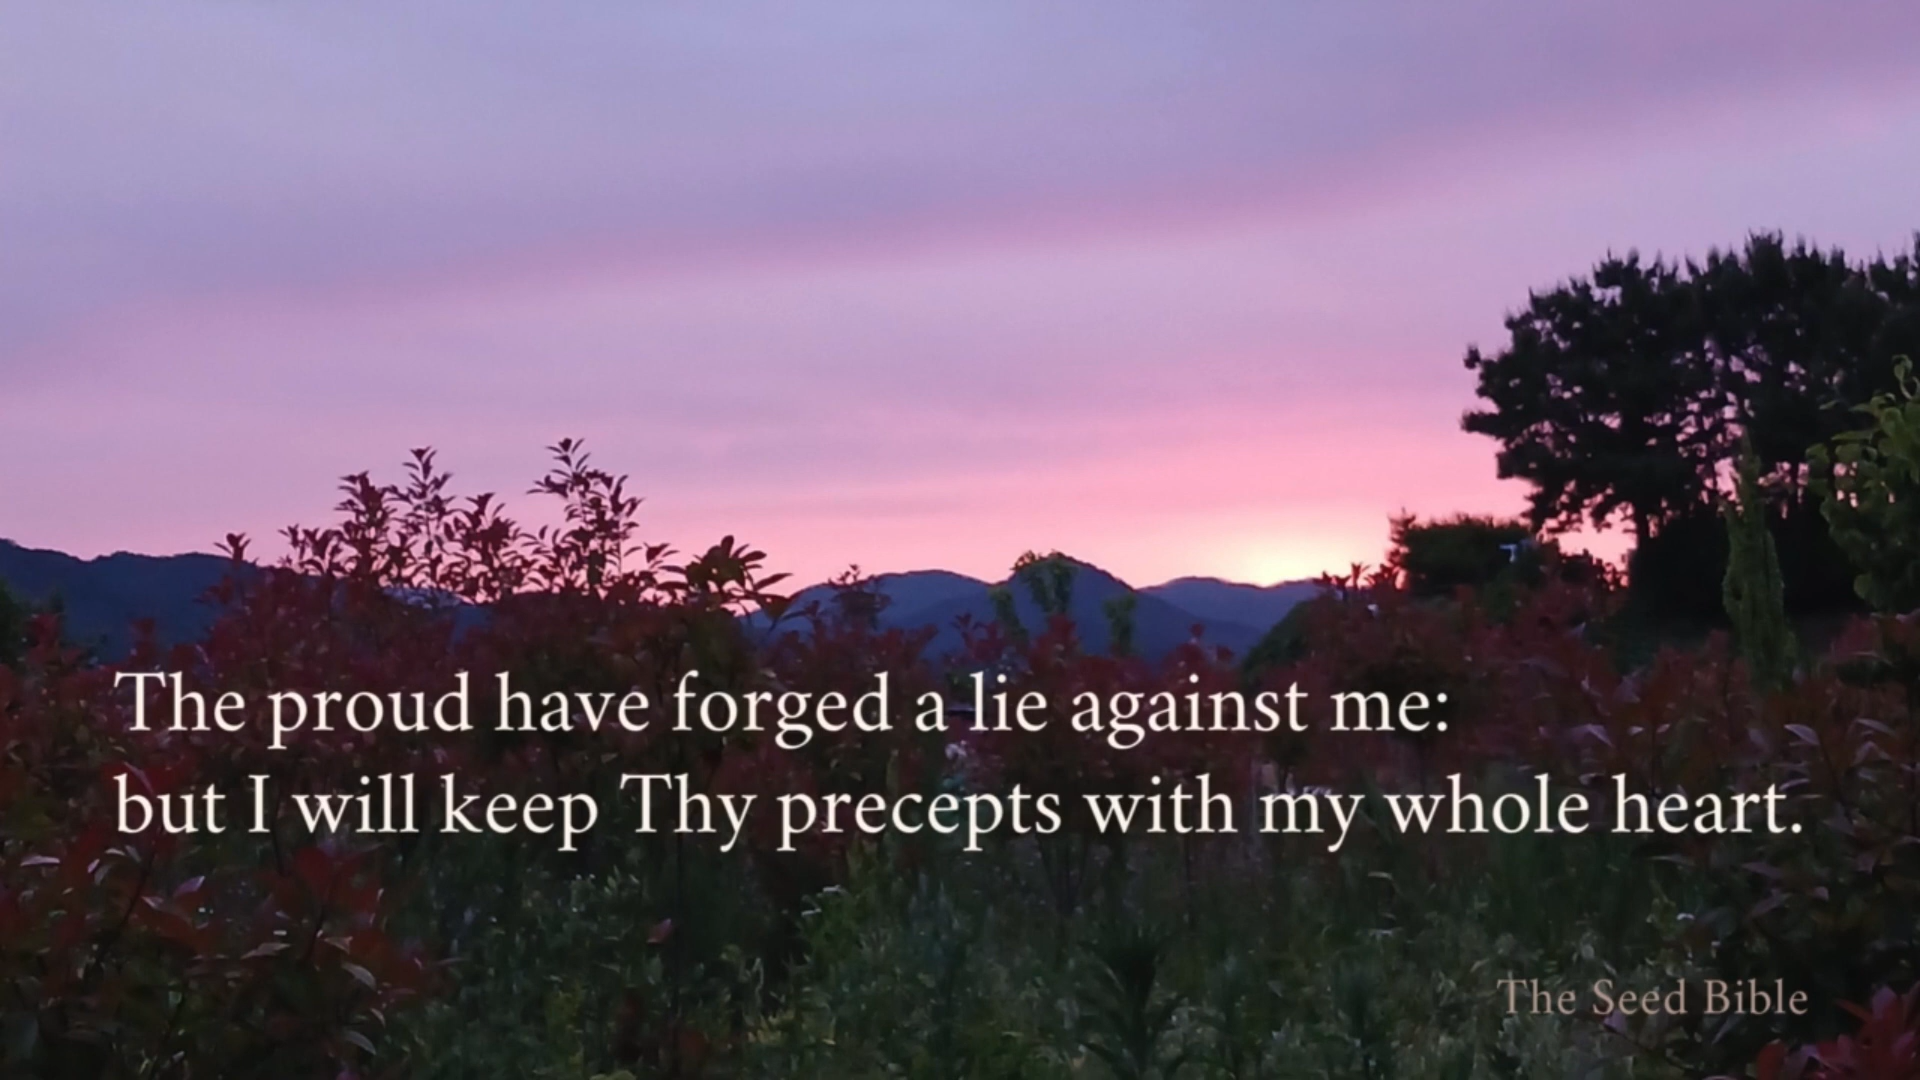 The proud have forged a lie against me:
but I will keep Thy precepts with my whole heart.
The Seed Bible